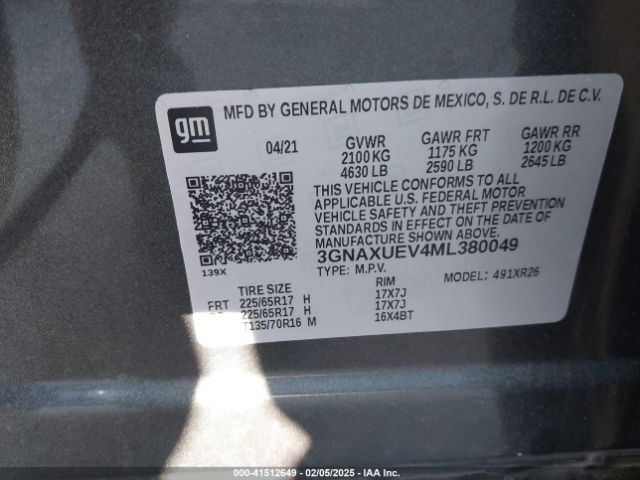 gm
MFD BY GENERAL MOTORS DE MEXICO, S. DE R.L. DE C.V.
04/21 GVWR GAWR FRT GAWR RR
2100 KG 1175 KG 1200 KG
4630 LB 2590 LB 2645 LB
THIS VEHICLE CONFORMS TO ALL
APPLICABLE U.S. FEDERAL MOTOR
VEHICLE SAFETY AND THEFT PREVENTION
STANDARDS IN EFFECT ON THE DATE OF
MANUFACTURE SHOWN ABOVE.
3GNAXUEV4ML380049
139X
TYPE: M.P.V. MODEL: 491XR26
TIRE SIZE RIM
FRT 225/65R17 H 17X7J
225/65R17 H 17X7J
T135/70R16 M 16X4BT
000-41512649 — 02/05/2025 - IAA Inc.